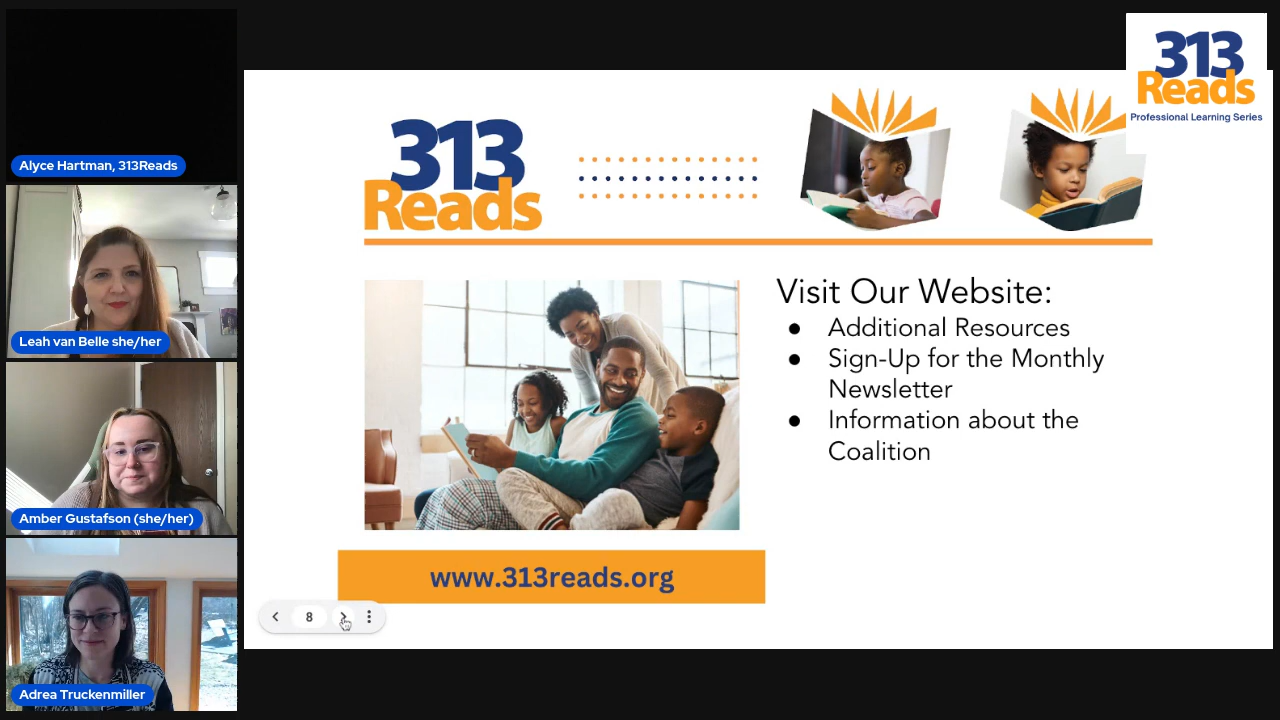 Alyce Hartman, 313Reads
Leah van Belle she/her
Amber Gustafson (she/her)
Adrea Truckenmiller
313
Reads
313
Reads
Professional Learning Series
Visit Our Website:
● Additional Resources
● Sign-Up for the Monthly
Newsletter
● Information about the
Coalition
www.313reads.org
8